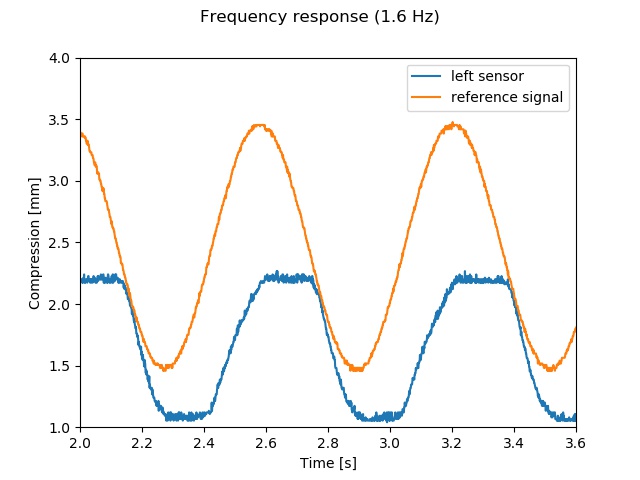 Frequency response (1.6 Hz)
left sensor
reference signal
Compression [mm]
4.0
3.5
3.0
2.5
2.0
1.5
1.0
2.0 2.2 2.4 2.6 2.8 3.0 3.2 3.4 3.6
Time [s]